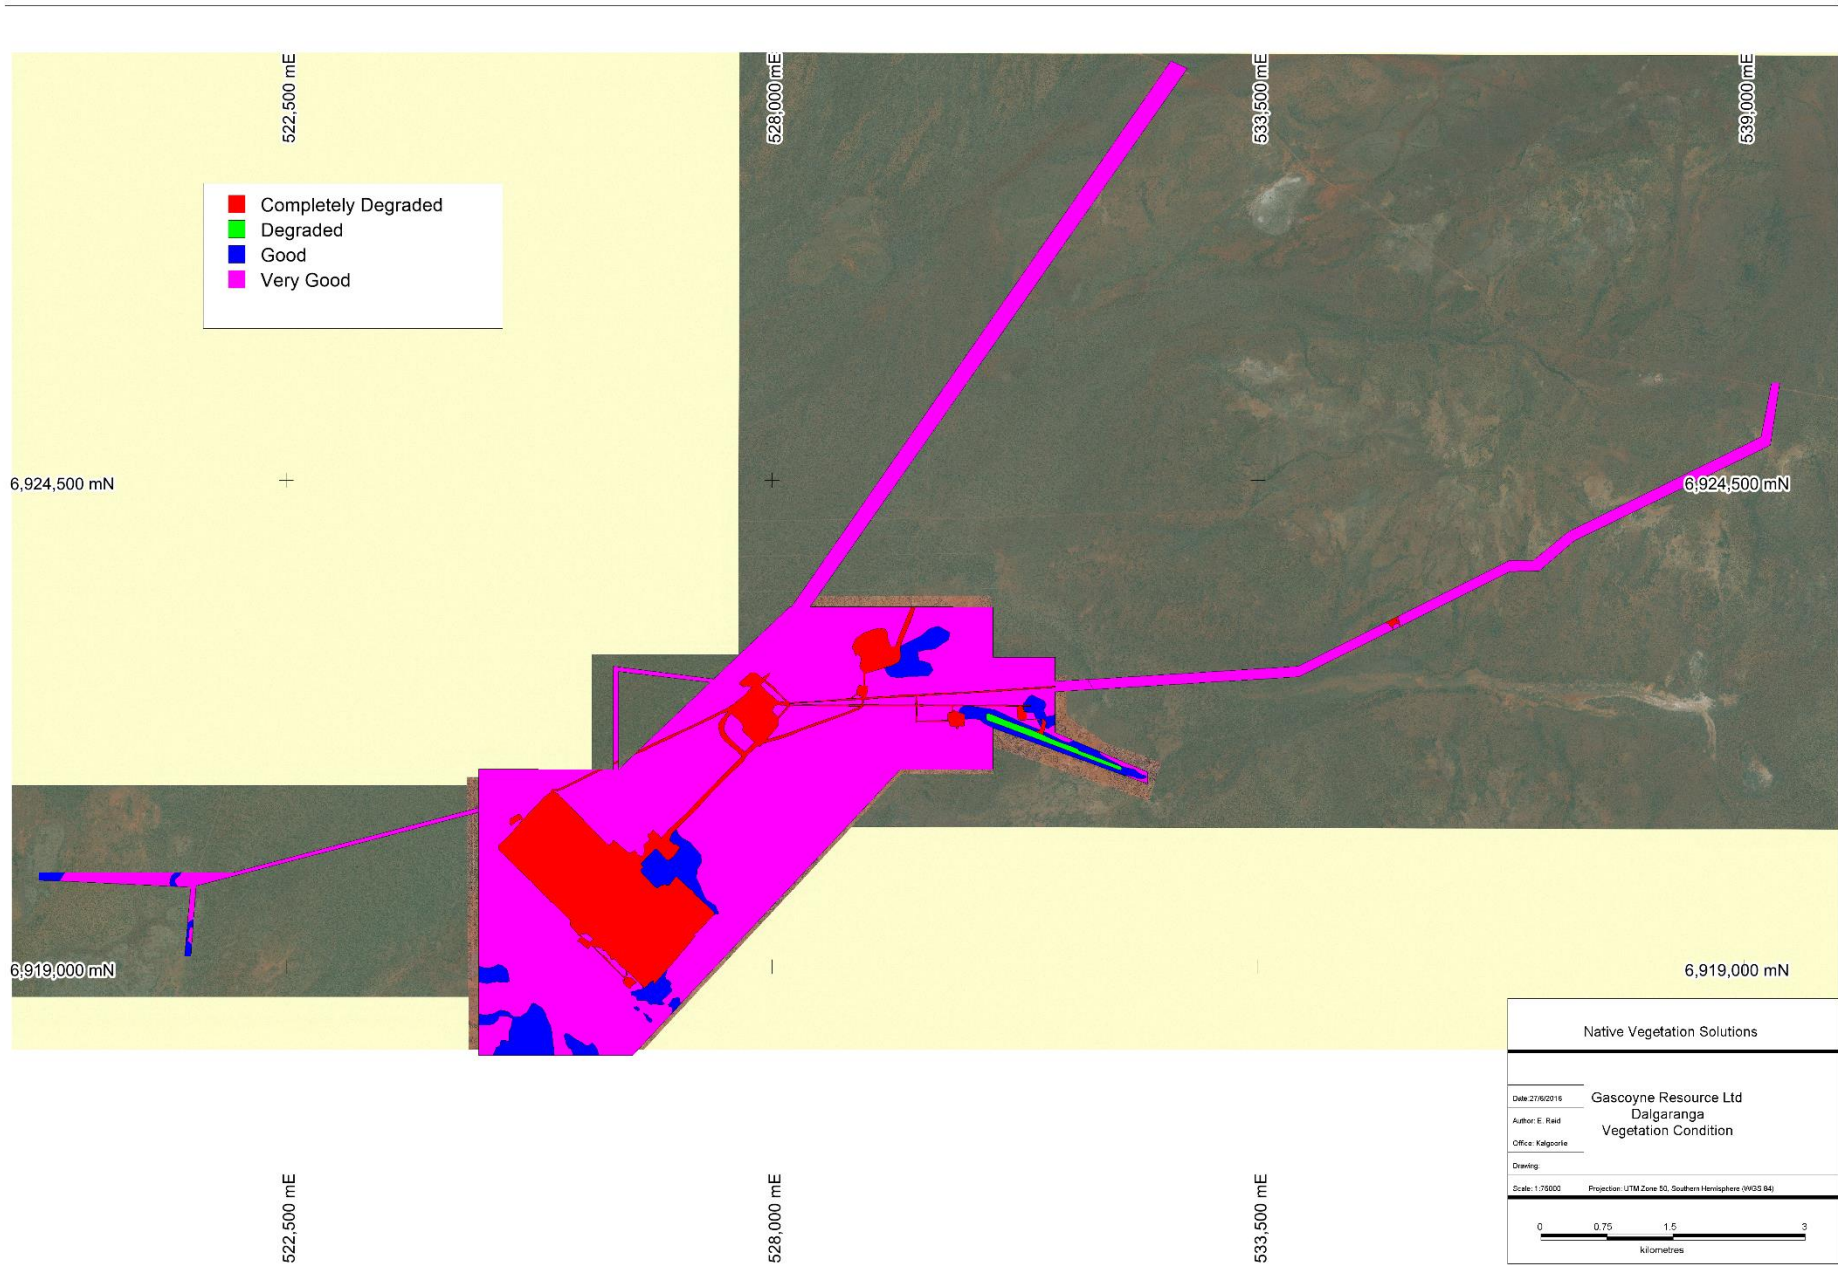 522,500 mE
528,000 mE
533,500 mE
539,000 mE
Completely Degraded
Degraded
Good
Very Good
6,924,500 mN
6,924,500 mN
6,919,000 mN
6,919,000 mN
Native Vegetation Solutions
Date:27/6/2016
Author: E. Reid
Office: Kalgoorlie
Drawing:
Gascoyne Resource Ltd
Dalgaranga
Vegetation Condition
Scale: 1:75000
Projection: UTM Zone 50, Southern Hemisphere (WGS 84)
0 0.75 1.5 3
kilometres
522,500 mE
528,000 mE
533,500 mE